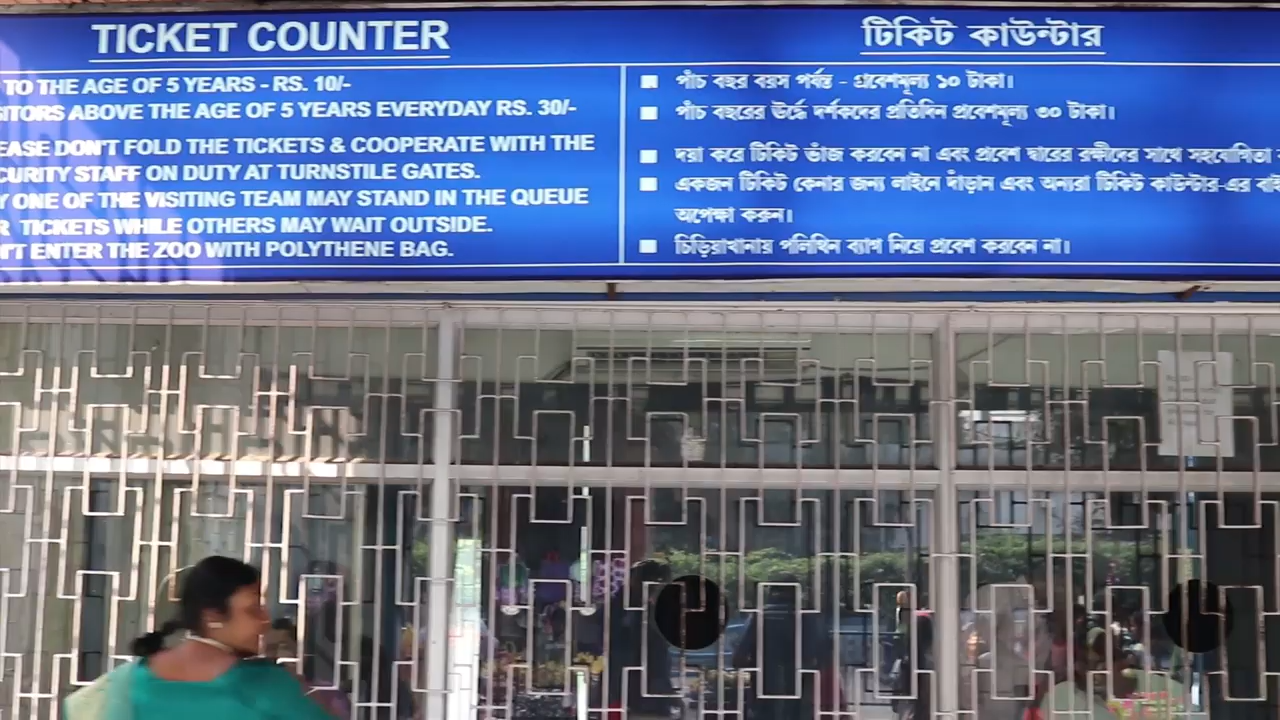 TICKET COUNTER
TO THE AGE OF 5 YEARS - RS. 10/-
ITORS ABOVE THE AGE OF 5 YEARS EVERYDAY RS. 30/-
EASE DON'T FOLD THE TICKETS & COOPERATE WITH THE
CURITY STAFF ON DUTY AT TURNSTILE GATES.
Y ONE OF THE VISITING TEAM MAY STAND IN THE QUEUE
R TICKETS WHILE OTHERS MAY WAIT OUTSIDE.
'T ENTER THE ZOO WITH POLYTHENE BAG.
টিকিট কাউন্টার
পাঁচ বছর বয়স পর্যন্ত - প্রবেশমূল্য ১০ টাকা।
পাঁচ বছরের উর্দ্ধে দর্শকদের প্রতিদিন প্রবেশমূল্য ৩০ টাকা।
দয়া করে টিকিট ভাঁজ করবেন না এবং প্রবেশ দ্বারের রক্ষীদের সাথে সহযোগিতা
একজন টিকিট কেনার জন্য লাইনে দাঁড়ান এবং অন্যরা টিকিট কাউন্টার-এর
অপেক্ষা করুন।
চিড়িয়াখানায় পলিথিন ব্যাগ নিয়ে প্রবেশ করবেন না।